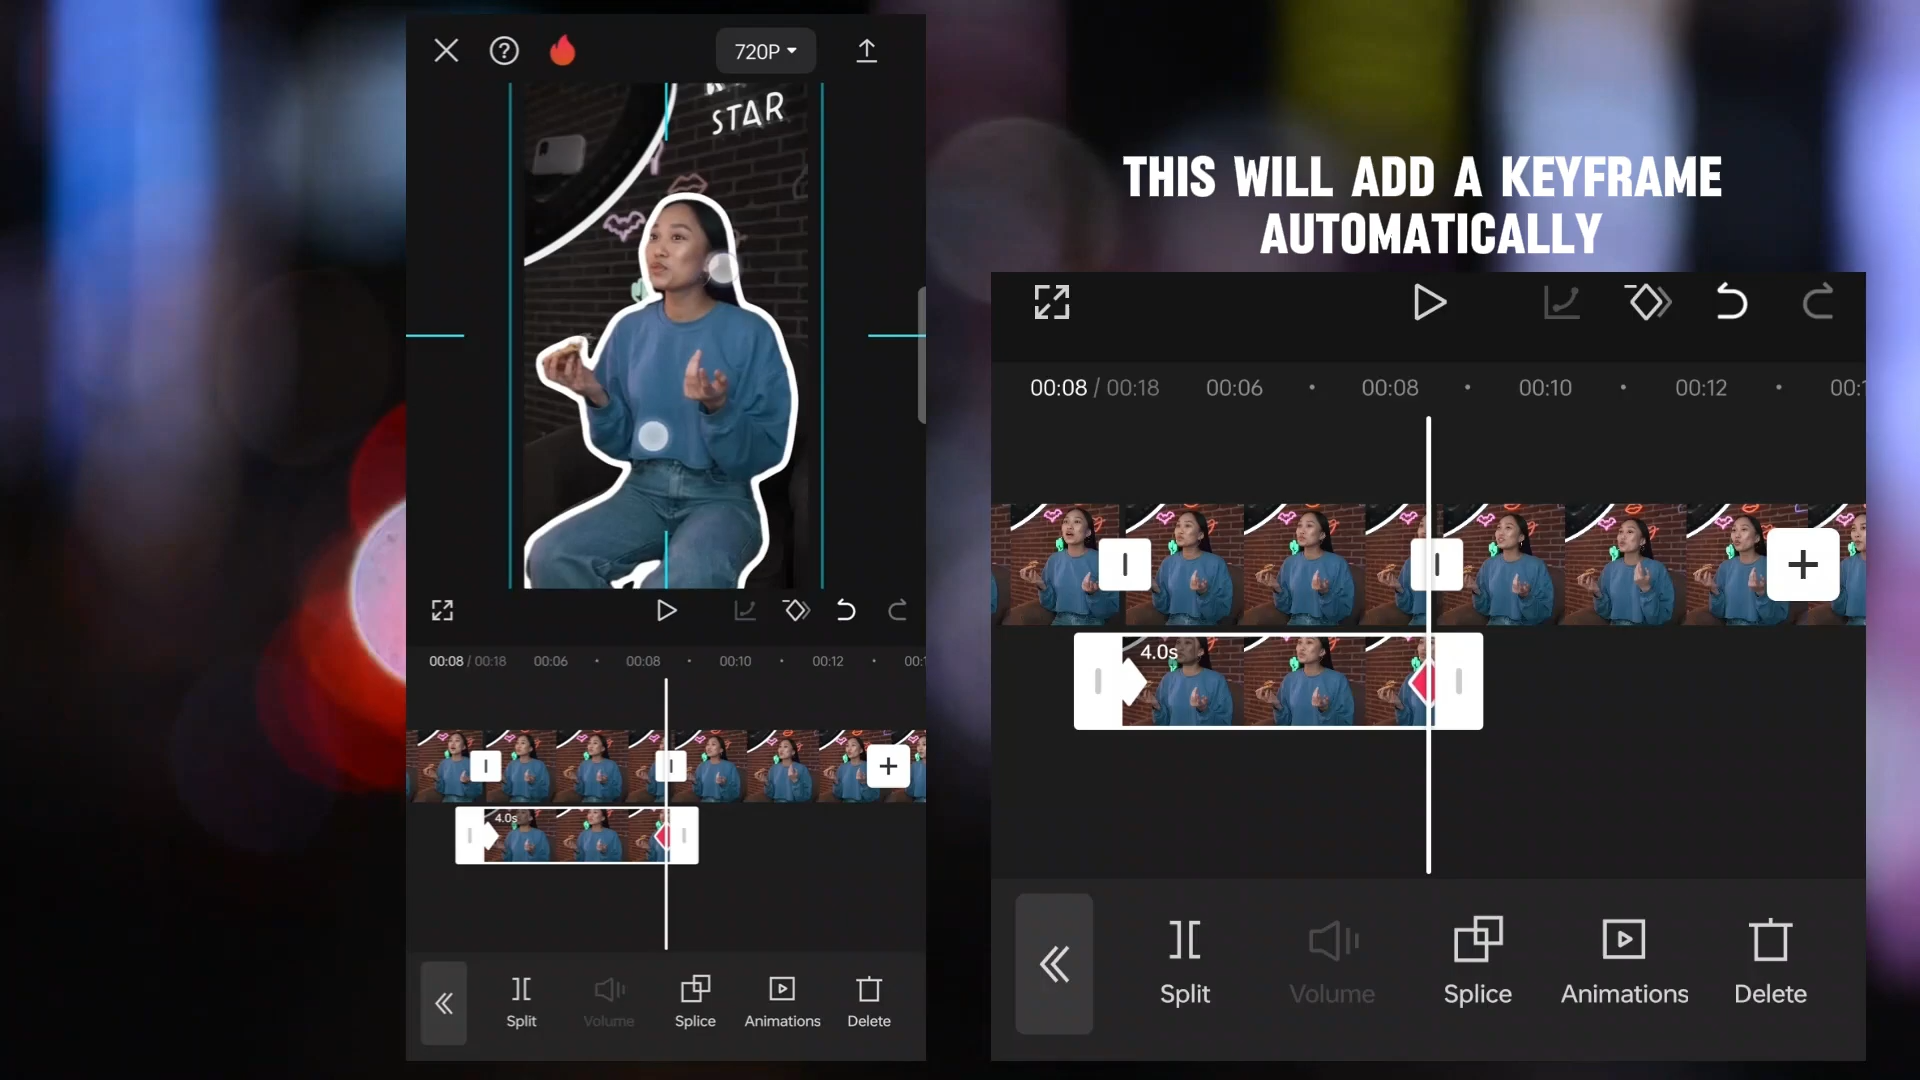 720P
STAR
00:08 / 00:18
00:06
00:08
00:10
00:12
4.0s
Split
Volume
Splice
Animations
Delete
THIS WILL ADD A KEYFRAME
AUTOMATICALLY
00:08 / 00:18
00:06
00:08
00:10
00:12
4.0s
Split
Volume
Splice
Animations
Delete